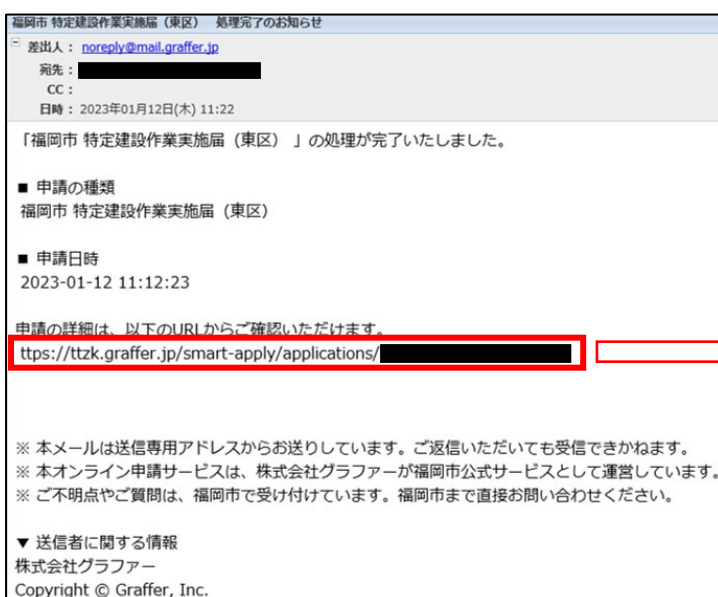 福岡市 特定建設作業実施届（東区） 処理完了のお知らせ
差出人： noreply@mail.graffer.jp
宛先：
CC：
日時： 2023年01月12日(木) 11:22
「福岡市 特定建設作業実施届（東区）」の処理が完了いたしました。
■ 申請の種類
福岡市 特定建設作業実施届（東区）
■ 申請日時
2023-01-12 11:12:23
申請の詳細は、以下のURLからご確認いただけます。
ttps://ttzk.graffer.jp/smart-apply/applications/
※ 本メールは送信専用アドレスからお送りしています。ご返信いただいても受信できかねます。
※ 本オンライン申請サービスは、株式会社グラファーが福岡市公式サービスとして運営しています。
※ ご不明点やご質問は、福岡市で受け付けています。福岡市まで直接お問い合わせください。
▼ 送信者に関する情報
株式会社グラファー
Copyright © Graffer, Inc.